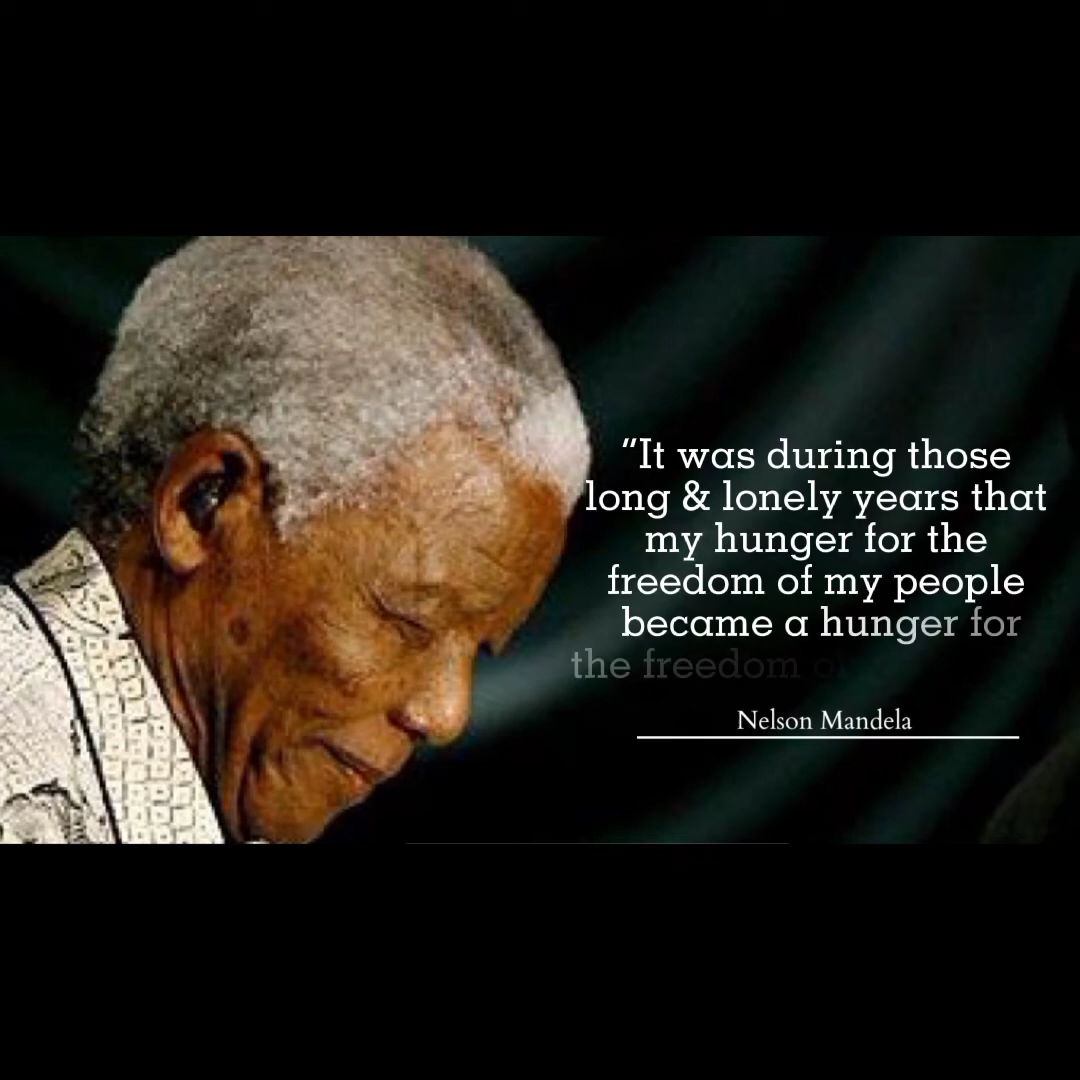 “It was during those
long & lonely years that
my hunger for the
freedom of my people
became a hunger for
the freedom of
Nelson Mandela